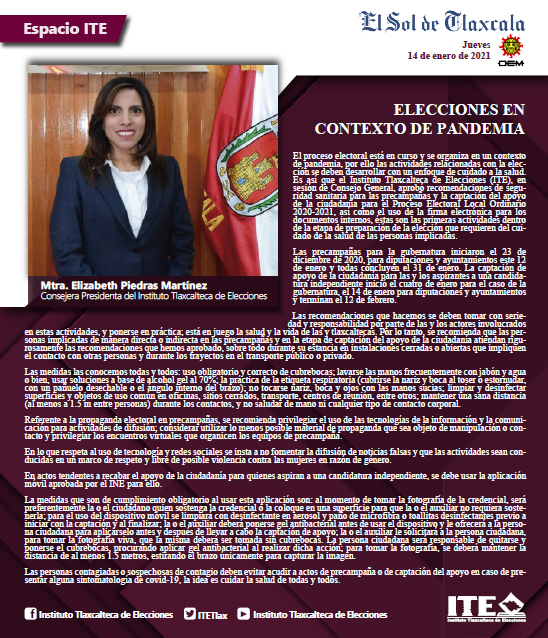 Espacio ITE
El Sol de Tlaxcala
Jueves
14 de enero de 2021
OEM
ELECCIONES EN
CONTEXTO DE PANDEMIA
Mtra. Elizabeth Piedras Martínez
Consejera Presidenta del Instituto Tlaxcalteca de Elecciones
El proceso electoral está en curso y se organiza en un contexto
de pandemia, por ello las actividades relacionadas con la elec-
ción se deben desarrollar con un enfoque de cuidado a la salud.
Es así que el Instituto Tlaxcalteca de Elecciones (ITE), en
sesión de Consejo General, aprobó recomendaciones de segu-
ridad sanitaria para las precampañas y la captación del apoyo
de la ciudadanía para el Proceso Electoral Local Ordinario
2020-2021, así como el uso de la firma electrónica para los
documentos internos, éstas son las primeras actividades dentro
de la etapa de preparación de la elección que requieren del cui-
dado de la salud de las personas implicadas.
Las precampañas para la gubernatura iniciaron el 23 de
diciembre de 2020, para diputaciones y ayuntamientos este 12
de enero y todas concluyen el 31 de enero. La captación de
apoyo de la ciudadanía para las y los aspirantes a una candida-
tura independiente inició el cuatro de enero para el caso de la
gubernatura, el 14 de enero para diputaciones y ayuntamientos
y terminan el 12 de febrero.
Las recomendaciones que hacemos se deben tomar con serie-
dad y responsabilidad por parte de las y los actores involucrados
en estas actividades, y ponerse en práctica; está en juego la salud y la vida de las y tlaxcaltecas. Por lo tanto, se recomienda que las per-
sonas implicadas de manera directa o indirecta en las precampañas y en la etapa de captación del apoyo de la ciudadanía atiendan rigu-
rosamente las recomendaciones que hemos aprobado, sobre todo durante su estancia en instalaciones cerradas o abiertas que impliquen
el contacto con otras personas y durante los trayectos en el transporte público o privado.
Las medidas las conocemos todas y todos: uso obligatorio y correcto de cubrebocas; lavarse las manos frecuentemente con jabón y agua
o bien, usar soluciones a base de alcohol gel al 70%; la práctica de la etiqueta respiratoria (cubrirse la nariz y boca al toser o estornudar,
con un pañuelo desechable o el ángulo interno del brazo); no tocarse nariz, boca y ojos con las manos sucias; limpiar y desinfectar
superficies y objetos de uso común en oficinas, sitios cerrados, transporte, centros de reunión, entre otros; mantener una sana distancia
(al menos a 1.5 m entre personas) durante los contactos, y no saludar de mano ni cualquier tipo de contacto corporal.
Referente a la propaganda electoral en precampañas, se recomienda privilegiar el uso de las tecnologías de la información y la comuni-
cación para actividades de difusión; considerar utilizar lo menos posible material de propaganda que sea objeto de manipulación o con-
tacto y privilegiar los encuentros virtuales que organicen los equipos de precampaña.
En lo que respeta al uso de tecnología y redes sociales se insta a no fomentar la difusión de noticias falsas y que las actividades sean con-
ducidas en un marco de respeto y libre de posible violencia contra las mujeres en razón de género.
En actos tendentes a recabar el apoyo de la ciudadanía para quienes aspiran a una candidatura independiente, se debe usar la aplicación
móvil aprobada por el INE para ello.
La medidas que son de cumplimiento obligatorio al usar esta aplicación son: al momento de tomar la fotografía de la credencial, será
preferentemente la o el ciudadano quien sostenga la credencial o la coloque en una superficie para que la o el auxiliar no requiera soste-
nerla; para el uso del dispositivo móvil se limpiará con desinfectante en aerosol y paño de microfibra o toallitas desinfectantes previo a
iniciar con la captación y al finalizar; la o el auxiliar deberá ponerse gel antibacterial antes de usar el dispositivo y le ofrecerá a la perso-
na ciudadana para aplicárselo antes y después de llevar a cabo la captación de apoyo; la o el auxiliar le solicitará a la persona ciudadana,
para tomar la fotografía viva, que la misma deberá ser tomada sin cubrebocas. La persona ciudadana será responsable de quitarse y
ponerse el cubrebocas, procurando aplicar gel antibacterial al realizar dicha acción; para tomar la fotografía, se deberá mantener la
distancia de al menos 1.5 metros, estirando el brazo únicamente para capturar la imagen.
Las personas contagiadas o sospechosas de contagio deben evitar acudir a actos de precampaña o de captación del apoyo en caso de pre-
sentar alguna sintomatología de covid-19, la idea es cuidar la salud de todas y todos.
Instituto Tlaxcalteca de Elecciones ITETlax Instituto Tlaxcalteca de Elecciones
ITE
Instituto Tlaxcalteca de Elecciones